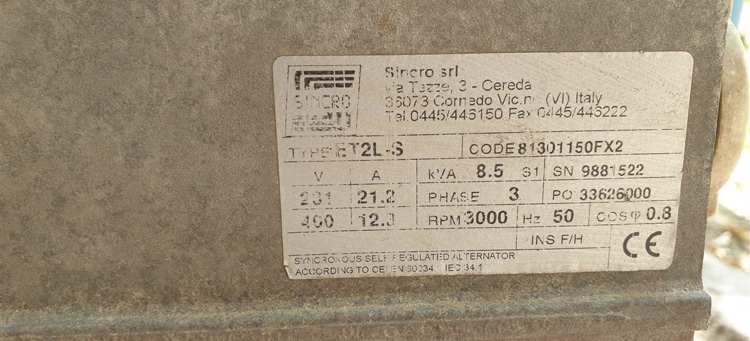 SINCRO
Sincro srl
Via Tezze, 3 - Cereda
36073 Cornedo Vic.no (VI) Italy
Tel.0445/446150 Fax 0445/446222
TYPE ET2L-S CODE 81301150FX2
V A kVA 8.5 S1 SN 9881522
231 21.2 PHASE 3 PO 33626000
400 12.3 RPM 3000 Hz 50 COSφ 0.8
INS F/H CE
SYNCRONOUS SELF REGULATED ALTERNATOR
ACCORDING TO CE EN 60034.1 IEC 34.1